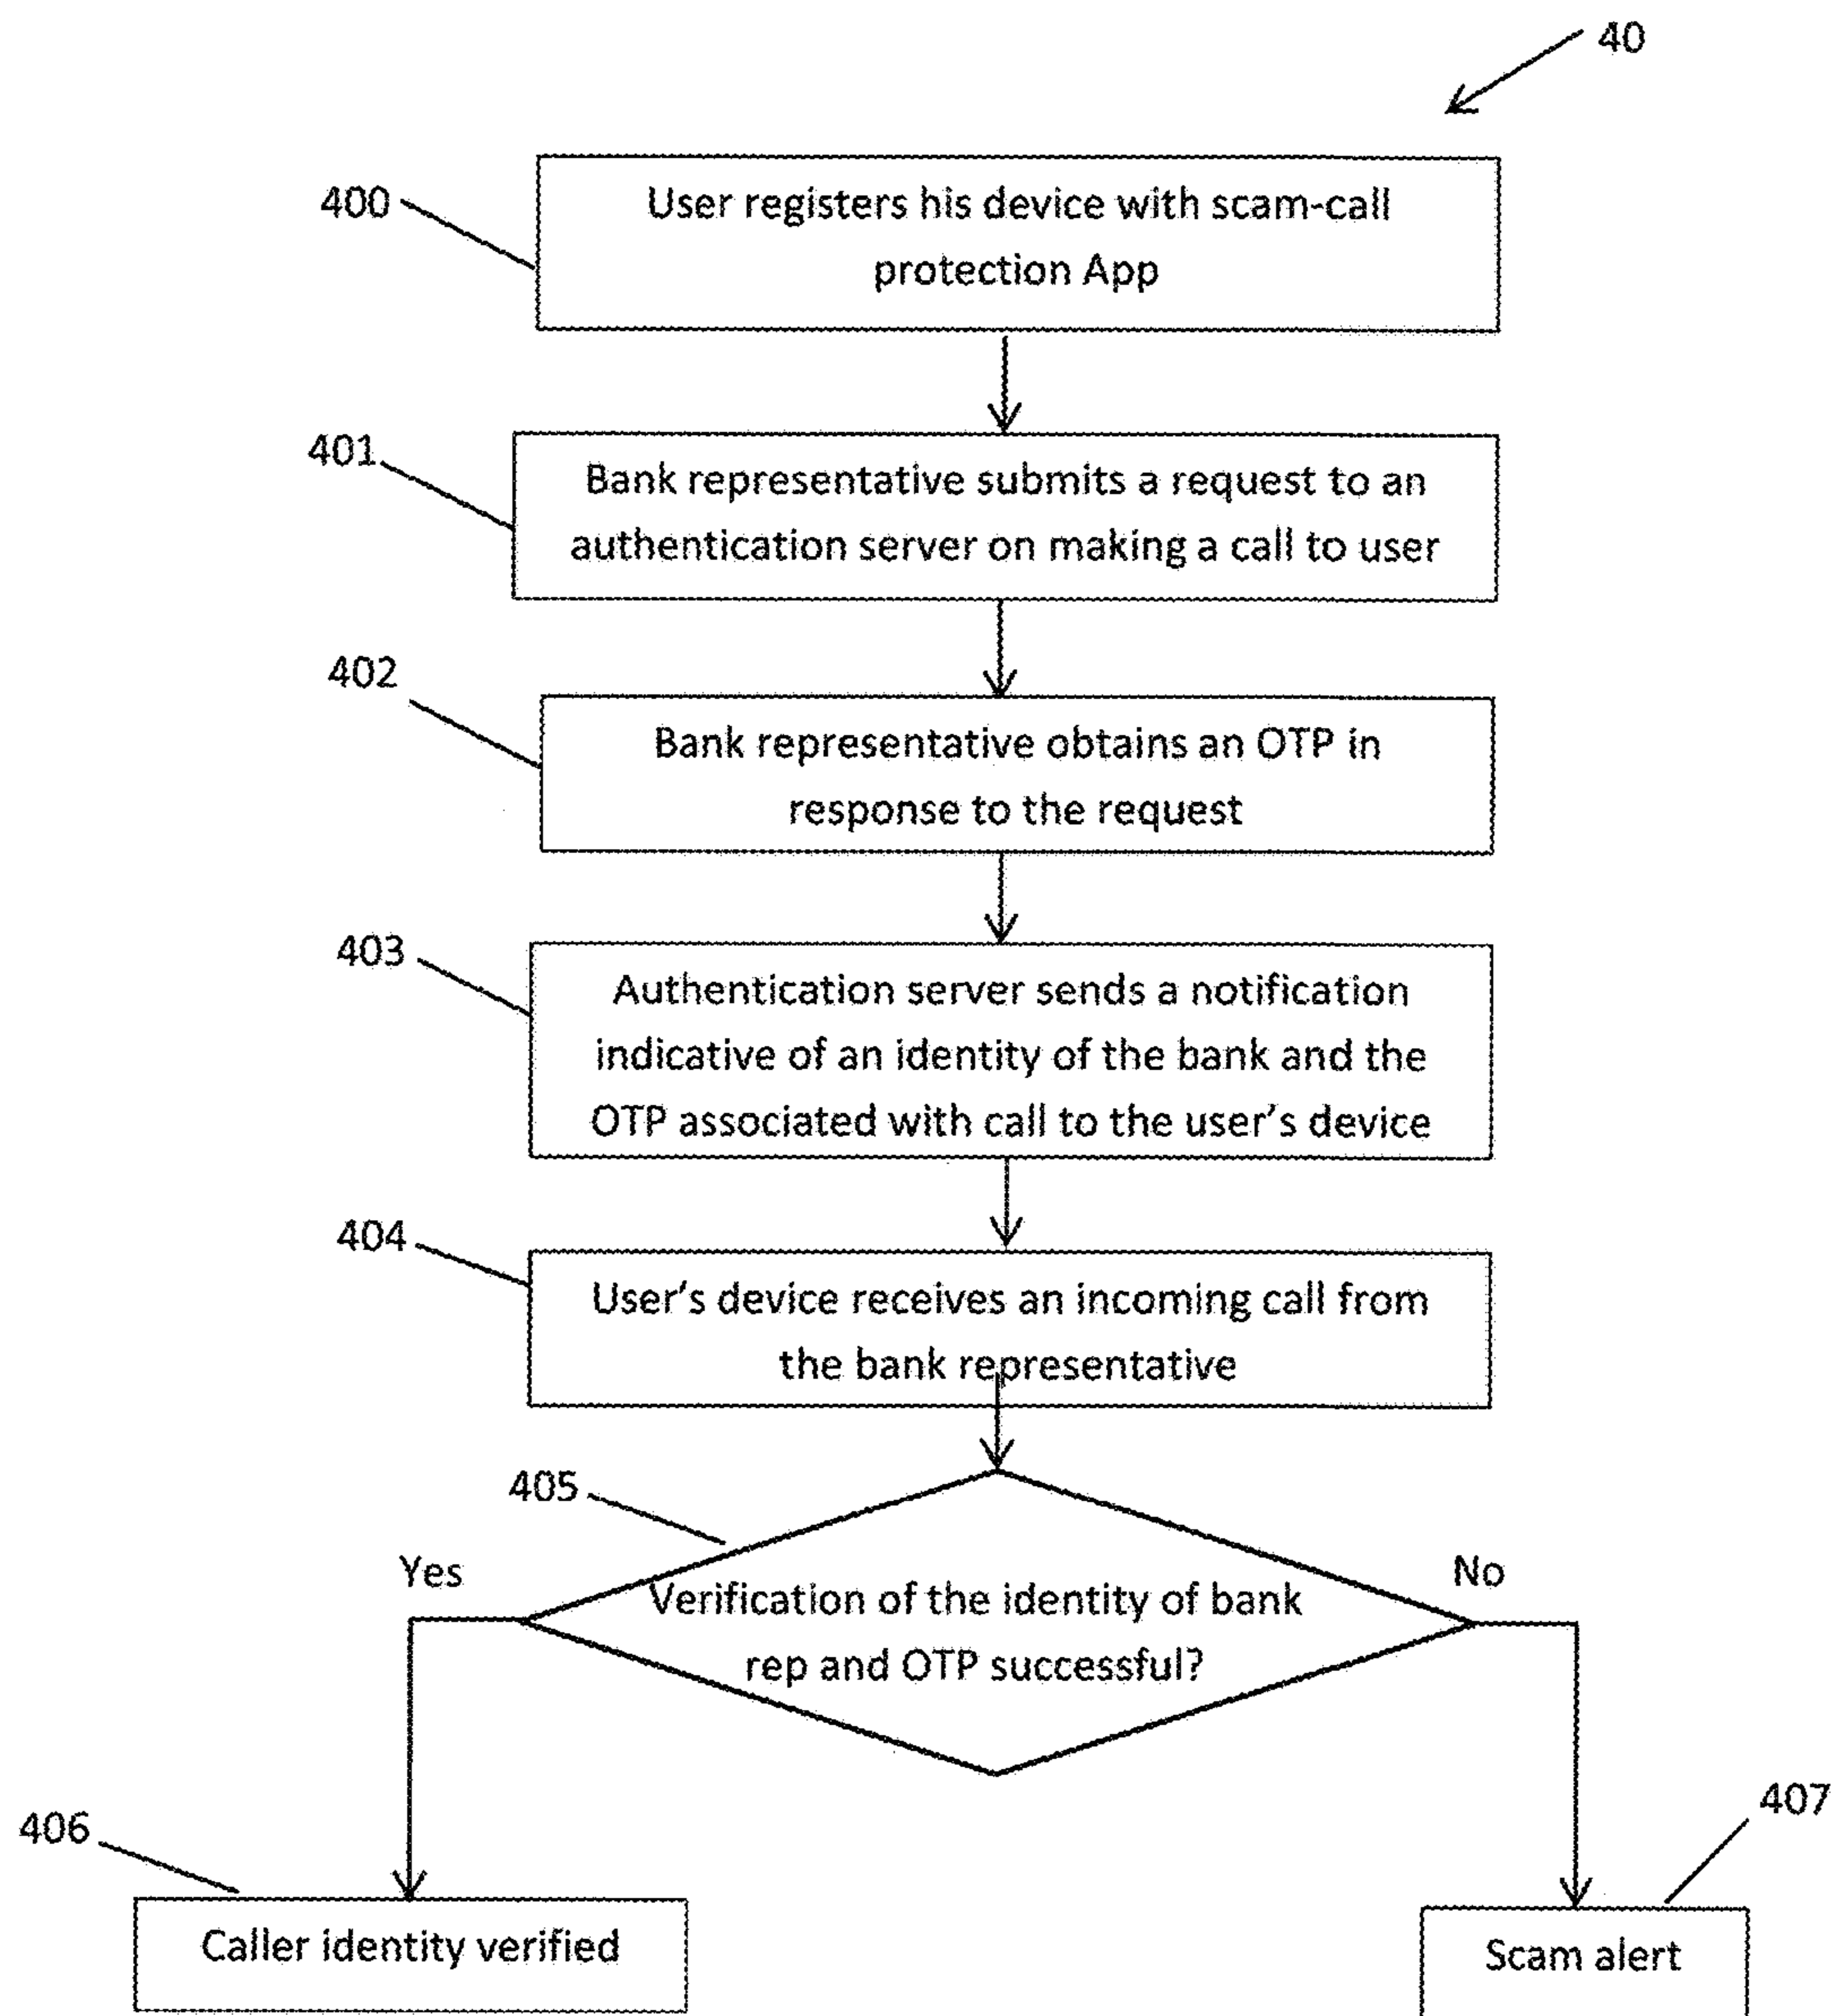 40
400
User registers his device with scam-call
protection App
401
Bank representative submits a request to an
authentication server on making a call to user
402
Bank representative obtains an OTP in
response to the request
403
Authentication server sends a notification
indicative of an identity of the bank and the
OTP associated with call to the user's device
404
User's device receives an incoming call from
the bank representative
405
Yes
No
Verification of the identity of bank
rep and OTP successful?
406
407
Caller identity verified
Scam alert